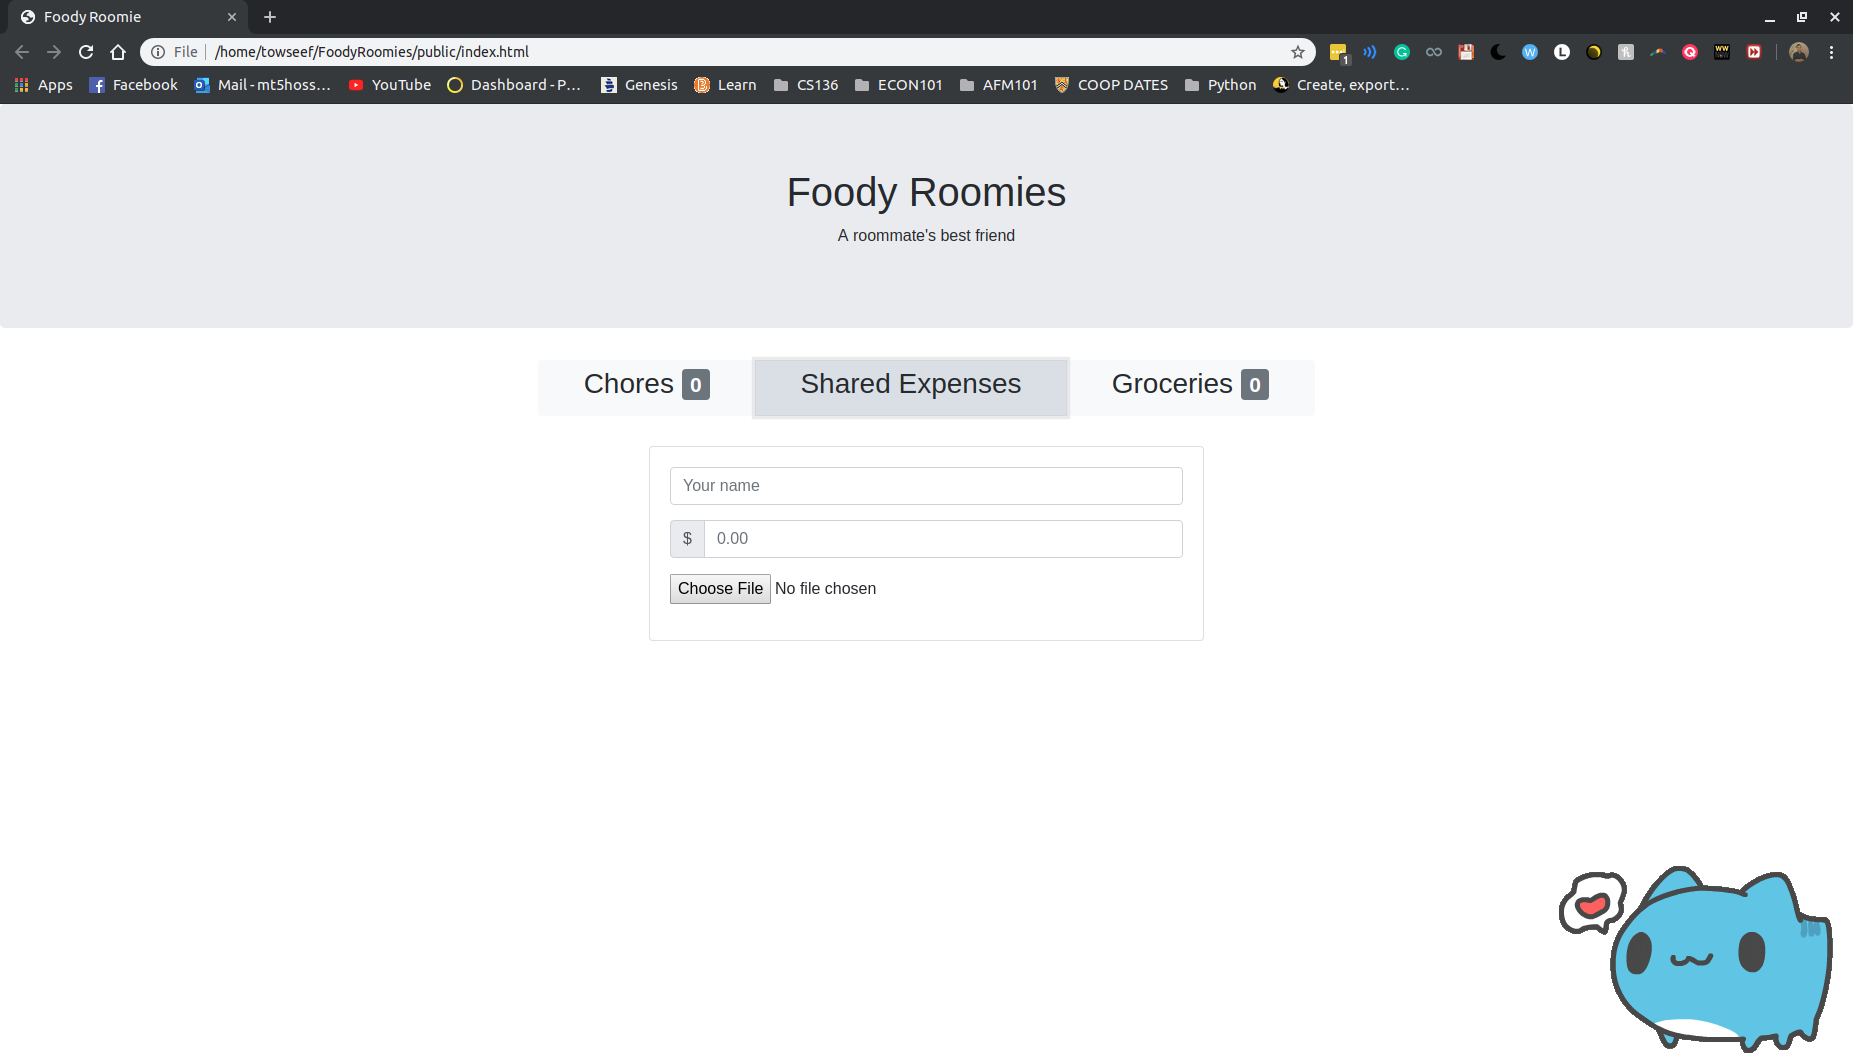 Foody Roomie
File /home/towseef/FoodyRoomies/public/index.html
1
Apps Facebook Mail - mt5hoss... YouTube Dashboard - P... Genesis Learn CS136 ECON101 AFM101 COOP DATES Python Create, export...
Foody Roomies
A roommate's best friend
Chores 0 Shared Expenses Groceries 0
Your name
$ 0.00
Choose File No file chosen